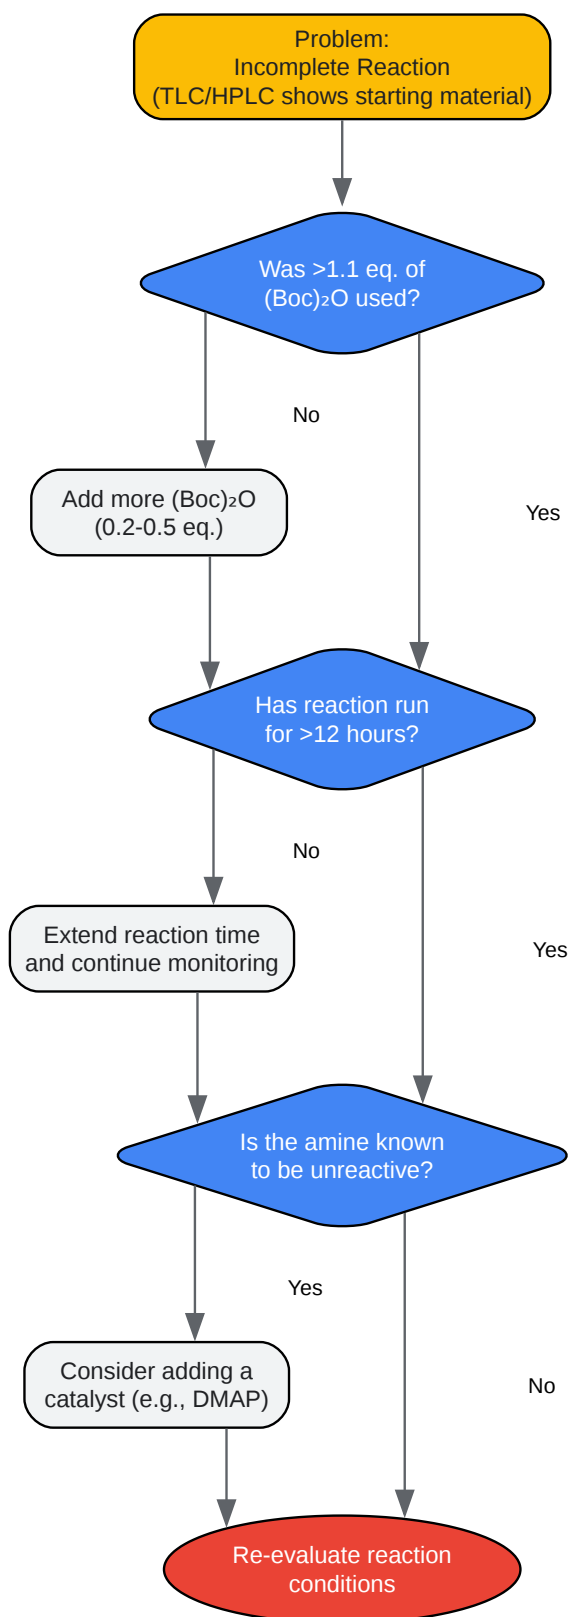 Problem:
Incomplete Reaction
(TLC/HPLC shows starting material)
Was >1.1 eq. of
(Boc)₂O used?
No
Add more (Boc)₂O
(0.2-0.5 eq.)
Yes
Has reaction run
for >12 hours?
No
Extend reaction time
and continue monitoring
Yes
Is the amine known
to be unreactive?
Yes
Consider adding a
catalyst (e.g., DMAP)
No
Re-evaluate reaction
conditions